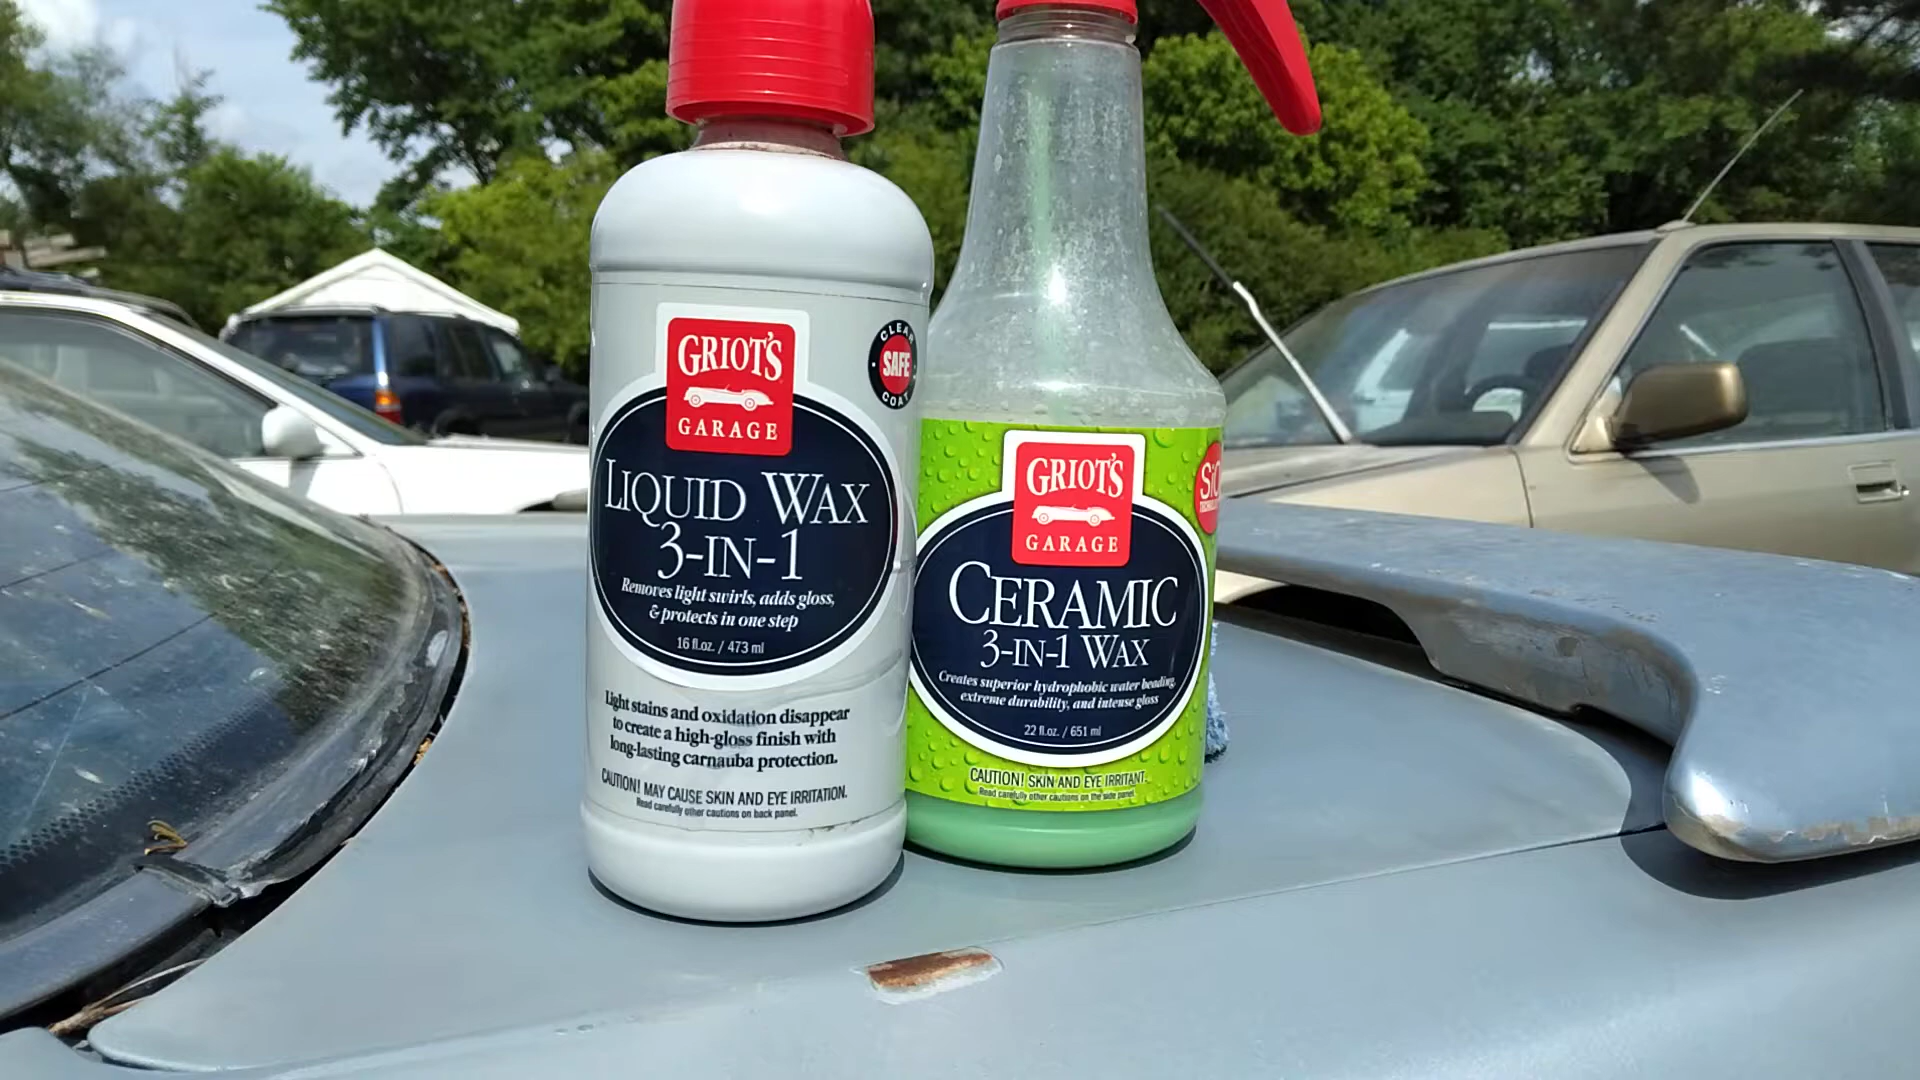 GRIOT'S
GARAGE
CLEAR
SAFE
COAT
LIQUID WAX
3-IN-1
Removes light swirls, adds gloss,
& protects in one step
16 fl.oz. / 473 ml
Light stains and oxidation disappear
to create a high-gloss finish with
long-lasting carnauba protection.
CAUTION! MAY CAUSE SKIN AND EYE IRRITATION.
Read carefully other cautions on back panel.
GRIOT'S
GARAGE
CERAMIC
3-IN-1 WAX
Creates superior hydrophobic water beading,
extreme durability, and intense gloss
22 fl.oz. / 651 ml
CAUTION! SKIN AND EYE IRRITANT.
Read carefully other cautions on the side panel.